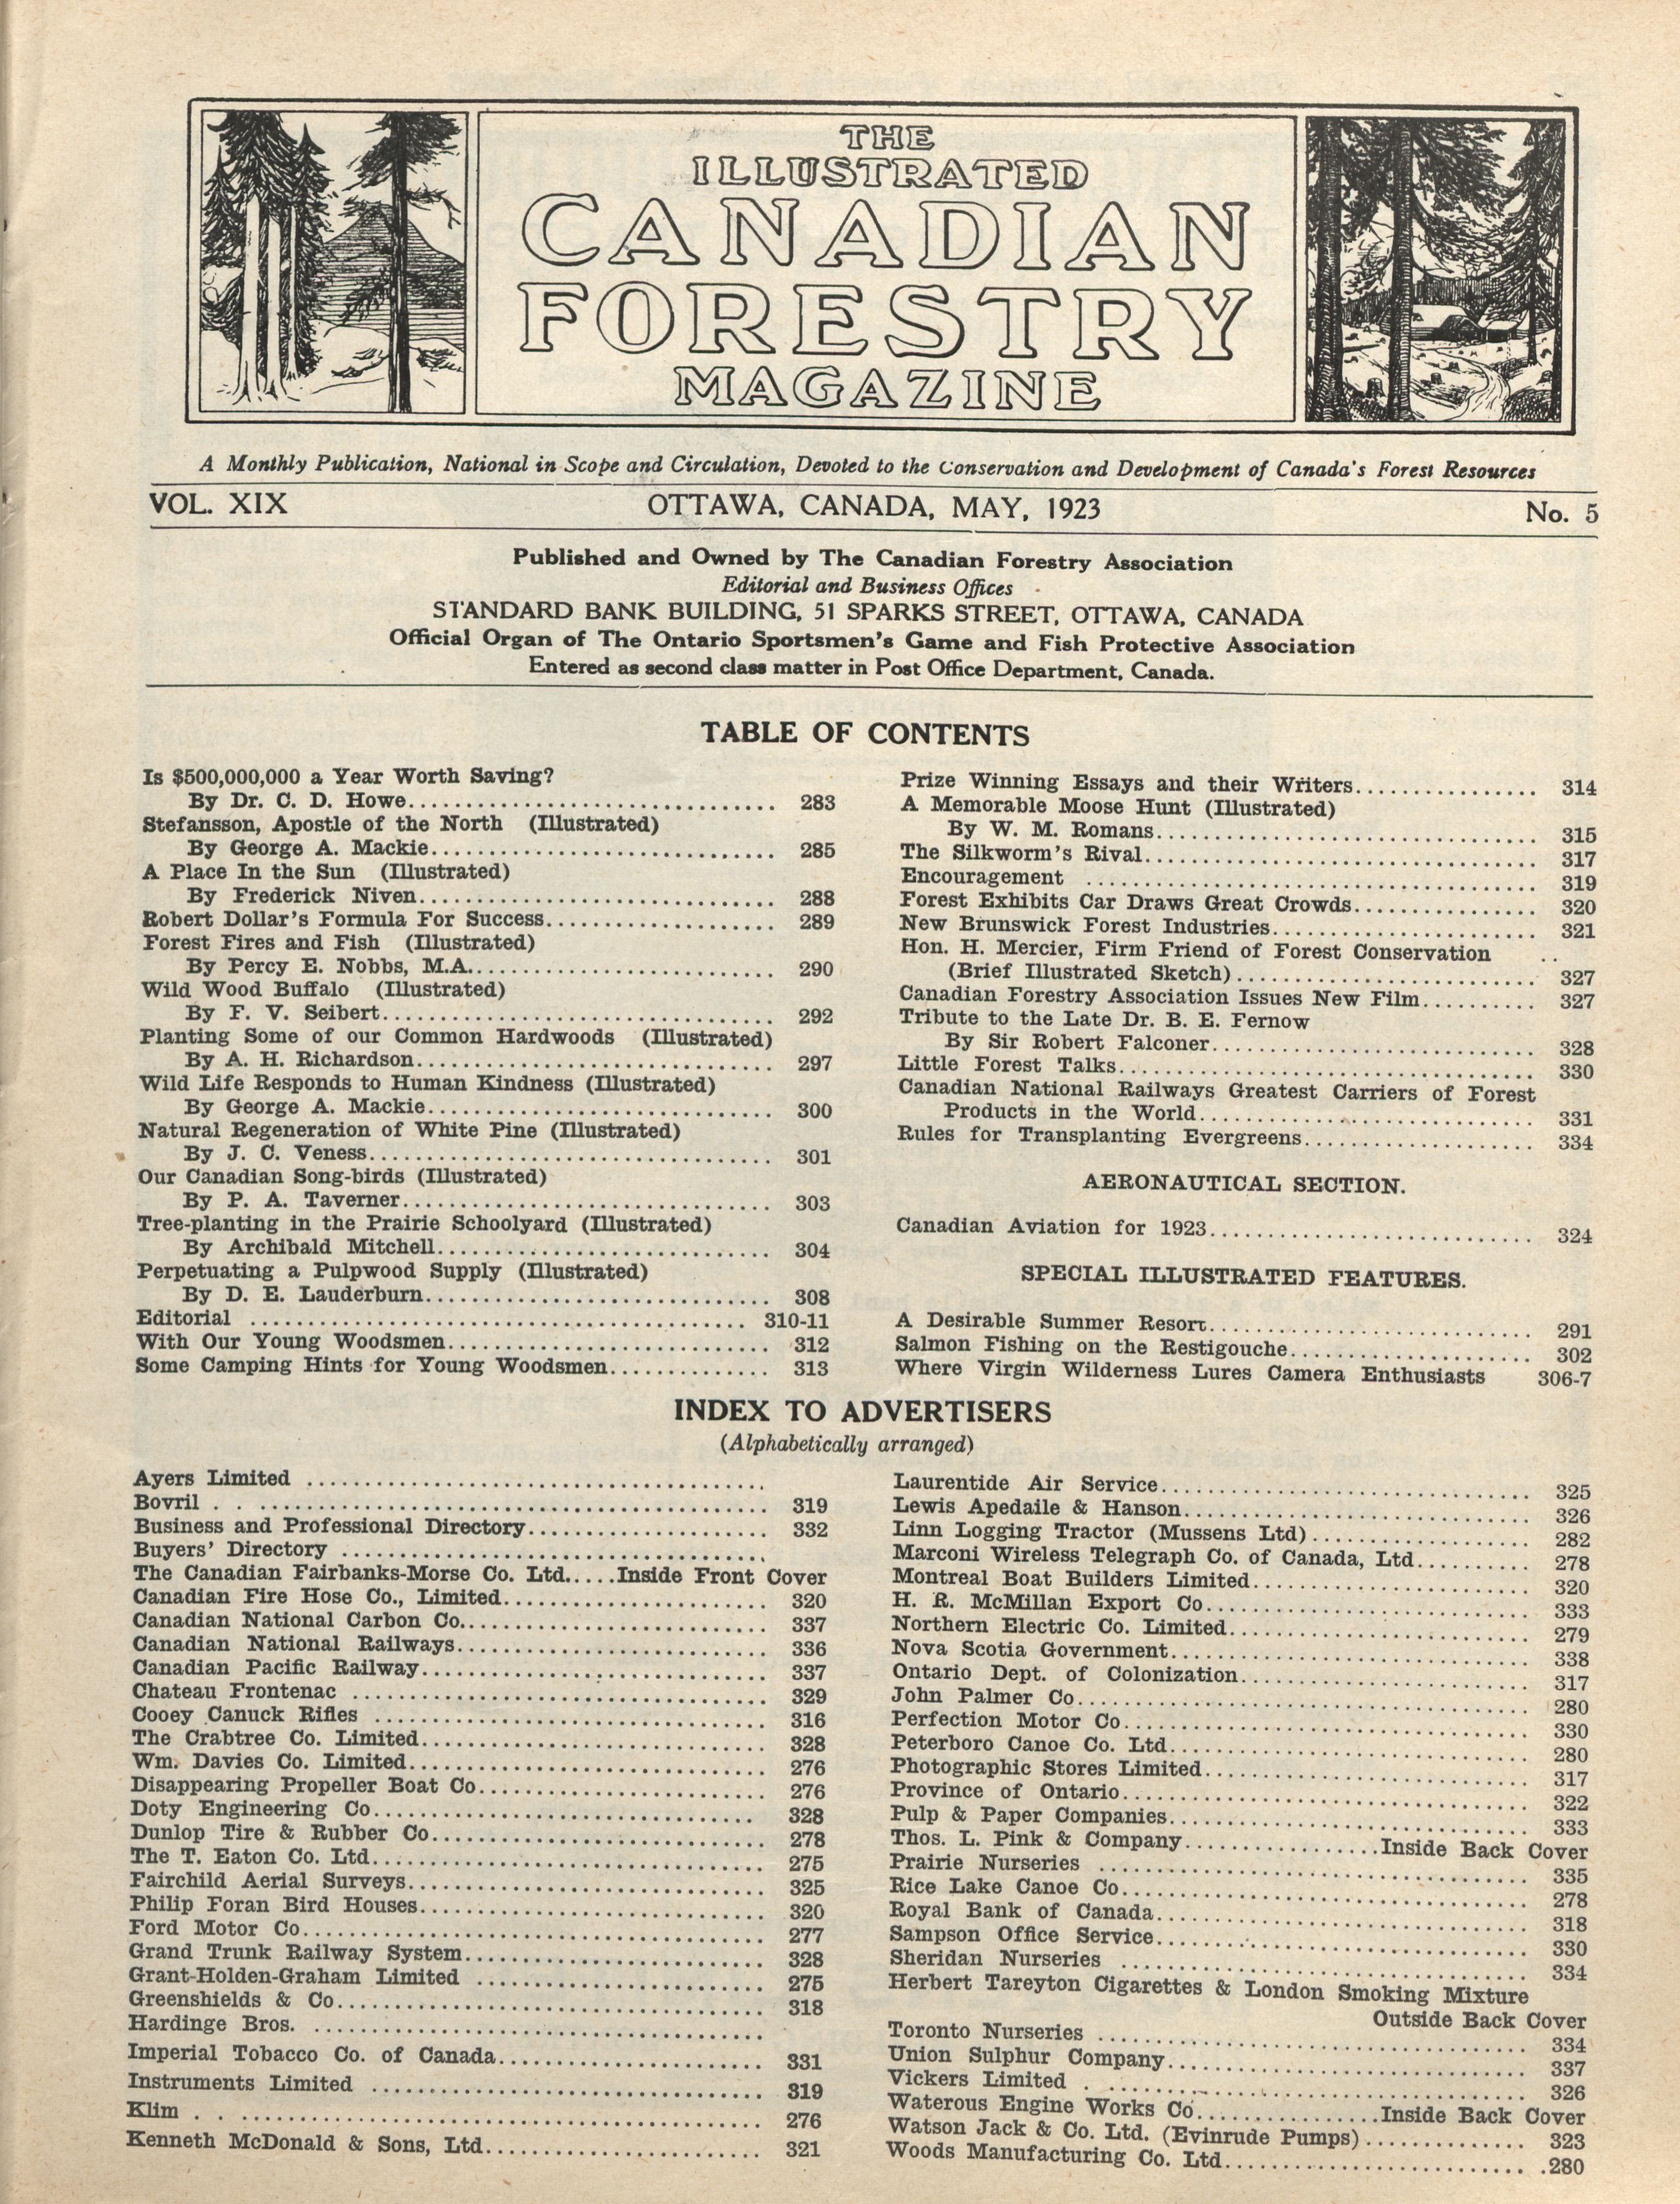 THE
ILLUSTRATED
CANADIAN
FORESTRY
MAGAZINE
A Monthly Publication, National in Scope and Circulation, Devoted to the Conservation and Development of Canada's Forest Resources
VOL. XIX OTTAWA, CANADA, MAY, 1923 No. 5
Published and Owned by The Canadian Forestry Association
Editorial and Business Offices
STANDARD BANK BUILDING, 51 SPARKS STREET, OTTAWA, CANADA
Official Organ of The Ontario Sportsmen's Game and Fish Protective Association
Entered as second class matter in Post Office Department, Canada.
TABLE OF CONTENTS
Is $500,000,000 a Year Worth Saving?
By Dr. C. D. Howe................................ 283
Stefansson, Apostle of the North (Illustrated)
By George A. Mackie.............................. 285
A Place In the Sun (Illustrated)
By Frederick Niven............................... 288
Robert Dollar's Formula For Success.................... 289
Forest Fires and Fish (Illustrated)
By Percy E. Nobbs, M.A........................... 290
Wild Wood Buffalo (Illustrated)
By F. V. Seibert.................................. 292
Planting Some of our Common Hardwoods (Illustrated)
By A. H. Richardson............................... 297
Wild Life Responds to Human Kindness (Illustrated)
By George A. Mackie.............................. 300
Natural Regeneration of White Pine (Illustrated)
By J. C. Veness................................... 301
Our Canadian Song-birds (Illustrated)
By P. A. Taverner................................ 303
Tree-planting in the Prairie Schoolyard (Illustrated)
By Archibald Mitchell............................. 304
Perpetuating a Pulpwood Supply (Illustrated)
By D. E. Lauderburn.............................. 308
Editorial ........................................... 310-11
With Our Young Woodsmen............................ 312
Some Camping Hints for Young Woodsmen.............. 313
Prize Winning Essays and their Writers................ 314
A Memorable Moose Hunt (Illustrated)
By W. M. Romans................................. 315
The Silkworm's Rival.................................. 317
Encouragement ....................................... 319
Forest Exhibits Car Draws Great Crowds................ 320
New Brunswick Forest Industries....................... 321
Hon. H. Mercier, Firm Friend of Forest Conservation ..
(Brief Illustrated Sketch).......................... 327
Canadian Forestry Association Issues New Film.......... 327
Tribute to the Late Dr. B. E. Fernow
By Sir Robert Falconer............................ 328
Little Forest Talks.................................... 330
Canadian National Railways Greatest Carriers of Forest
Products in the World............................. 331
Rules for Transplanting Evergreens.................... 334
AERONAUTICAL SECTION.
Canadian Aviation for 1923............................ 324
SPECIAL ILLUSTRATED FEATURES.
A Desirable Summer Resort............................ 291
Salmon Fishing on the Restigouche..................... 302
Where Virgin Wilderness Lures Camera Enthusiasts 306-7
INDEX TO ADVERTISERS
(Alphabetically arranged)
Ayers Limited ........................................
Bovril . . ............................................ 319
Business and Professional Directory..................... 332
Buyers' Directory .....................................
The Canadian Fairbanks-Morse Co. Ltd.....Inside Front Cover
Canadian Fire Hose Co., Limited....................... 320
Canadian National Carbon Co.......................... 337
Canadian National Railways........................... 336
Canadian Pacific Railway.............................. 337
Chateau Frontenac .................................... 329
Cooey Canuck Rifles .................................. 316
The Crabtree Co. Limited.............................. 328
Wm. Davies Co. Limited............................... 276
Disappearing Propeller Boat Co......................... 276
Doty Engineering Co.................................. 328
Dunlop Tire & Rubber Co............................. 278
The T. Eaton Co. Ltd.................................. 275
Fairchild Aerial Surveys............................... 325
Philip Foran Bird Houses.............................. 320
Ford Motor Co........................................ 277
Grand Trunk Railway System.......................... 328
Grant-Holden-Graham Limited ......................... 275
Greenshields & Co..................................... 318
Hardinge Bros. .......................................
Imperial Tobacco Co. of Canada....................... 331
Instruments Limited .................................. 319
Klim . . .............................................. 276
Kenneth McDonald & Sons, Ltd........................ 321
Laurentide Air Service................................ 325
Lewis Apedaile & Hanson.............................. 326
Linn Logging Tractor (Mussens Ltd)................... 282
Marconi Wireless Telegraph Co. of Canada, Ltd.......... 278
Montreal Boat Builders Limited........................ 320
H. R. McMillan Export Co............................. 333
Northern Electric Co. Limited.......................... 279
Nova Scotia Government............................... 338
Ontario Dept. of Colonization.......................... 317
John Palmer Co....................................... 280
Perfection Motor Co................................... 330
Peterboro Canoe Co. Ltd............................... 280
Photographic Stores Limited............................ 317
Province of Ontario................................... 322
Pulp & Paper Companies............................... 333
Thos. L. Pink & Company.................Inside Back Cover
Prairie Nurseries ..................................... 335
Rice Lake Canoe Co................................... 278
Royal Bank of Canada................................. 318
Sampson Office Service................................ 330
Sheridan Nurseries ................................... 334
Herbert Tareyton Cigarettes & London Smoking Mixture
Outside Back Cover
Toronto Nurseries .................................... 334
Union Sulphur Company............................... 337
Vickers Limited . ..................................... 326
Waterous Engine Works Co................Inside Back Cover
Watson Jack & Co. Ltd. (Evinrude Pumps).............. 323
Woods Manufacturing Co. Ltd.......................... .280